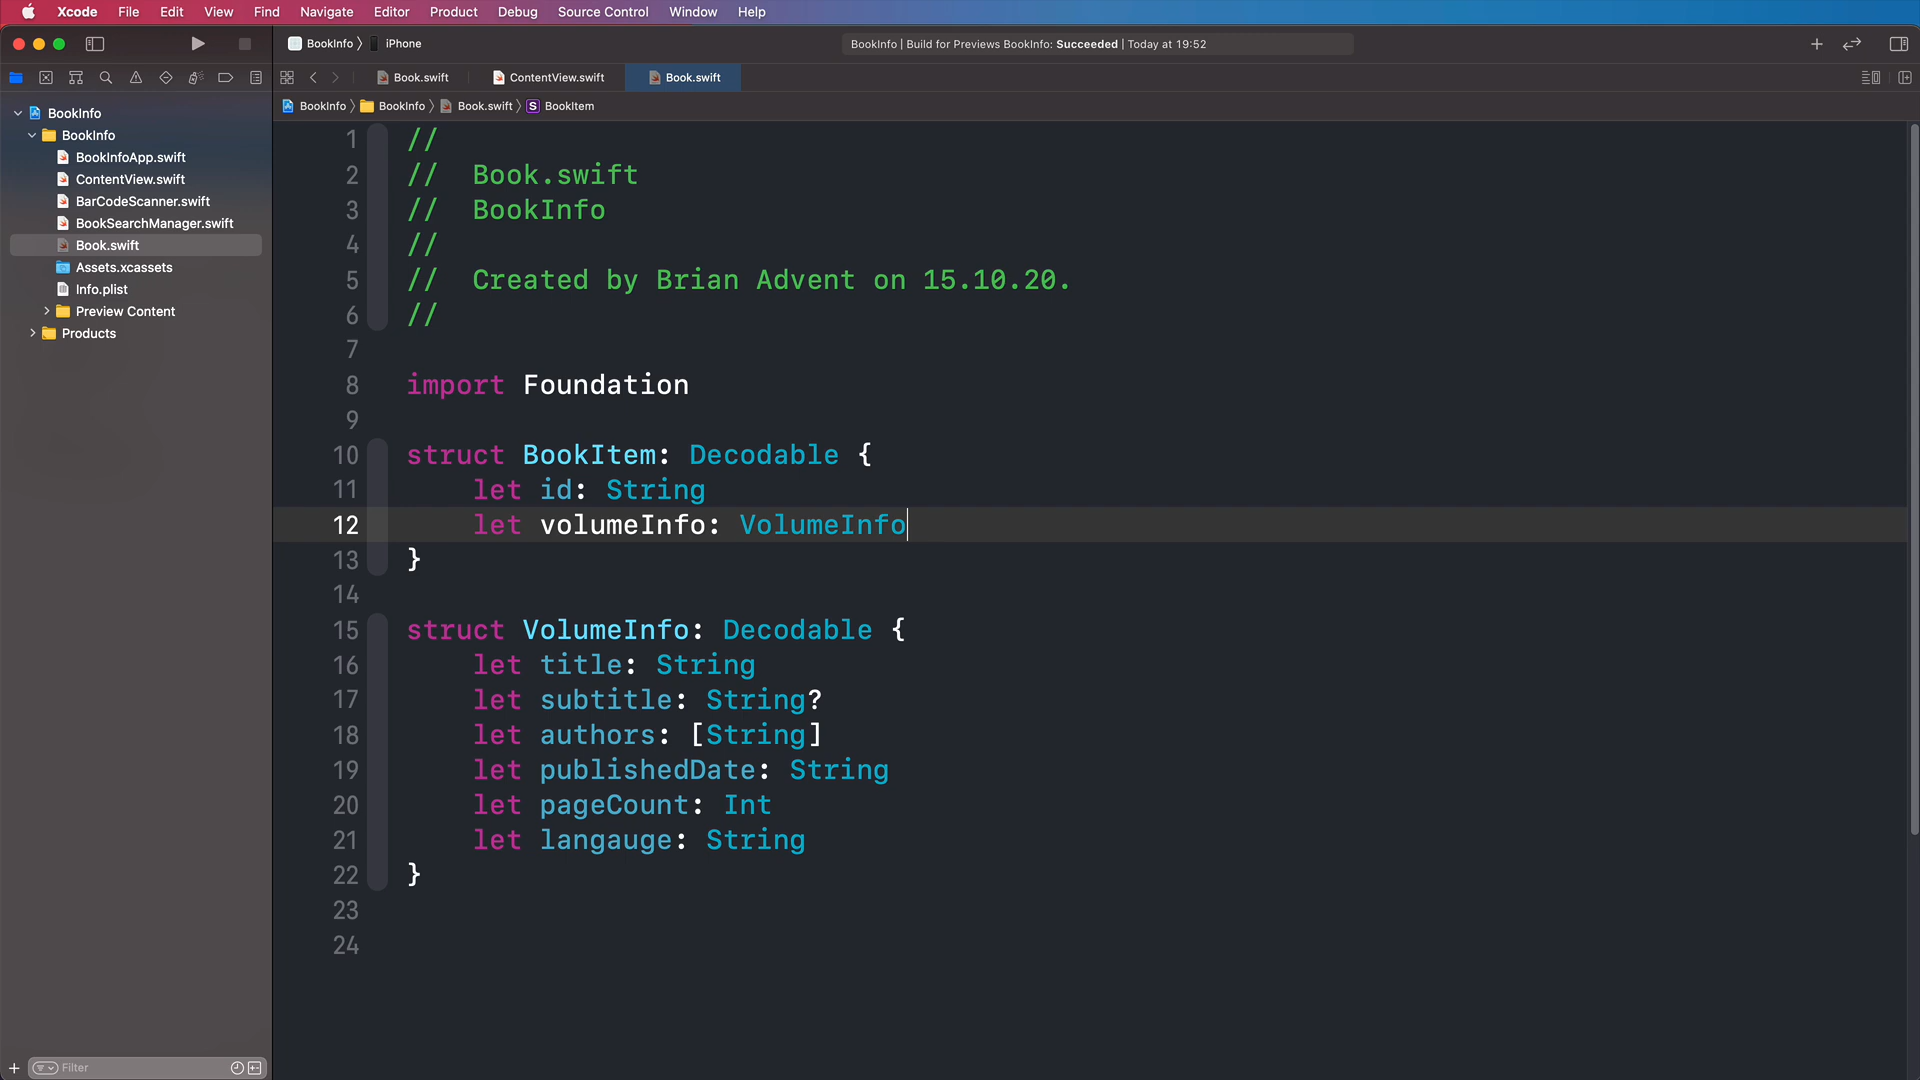 Xcode File Edit View Find Navigate Editor Product Debug Source Control Window Help
BookInfo iPhone
BookInfo | Build for Previews BookInfo: Succeeded | Today at 19:52
Book.swift ContentView.swift Book.swift
BookInfo BookInfo Book.swift S BookItem
BookInfo
BookInfo
BookInfoApp.swift
ContentView.swift
BarCodeScanner.swift
BookSearchManager.swift
Book.swift
Assets.xcassets
Info.plist
Preview Content
Products
Filter
1 //
2 // Book.swift
3 // BookInfo
4 //
5 // Created by Brian Advent on 15.10.20.
6 //
7
8 import Foundation
9
10 struct BookItem: Decodable {
11 let id: String
12 let volumeInfo: VolumeInfo
13 }
14
15 struct VolumeInfo: Decodable {
16 let title: String
17 let subtitle: String?
18 let authors: [String]
19 let publishedDate: String
20 let pageCount: Int
21 let langauge: String
22 }
23
24